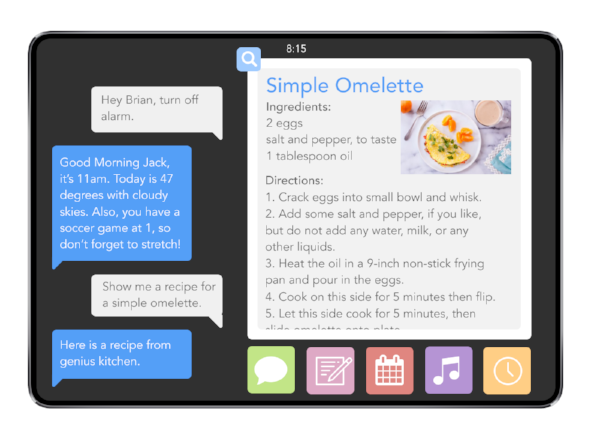 8:15
Hey Brian, turn off
alarm.
Good Morning Jack,
it's 11am. Today is 47
degrees with cloudy
skies. Also, you have a
soccer game at 1, so
don't forget to stretch!
Show me a recipe for
a simple omelette.
Here is a recipe from
genius kitchen.
Simple Omelette
Ingredients:
2 eggs
salt and pepper, to taste
1 tablespoon oil
Directions:
1. Crack eggs into small bowl and whisk.
2. Add some salt and pepper, if you like,
but do not add any water, milk, or any
other liquids.
3. Heat the oil in a 9-inch non-stick frying
pan and pour in the eggs.
4. Cook on this side for 5 minutes then flip.
5. Let this side cook for 5 minutes, then
slide omelette onto plate